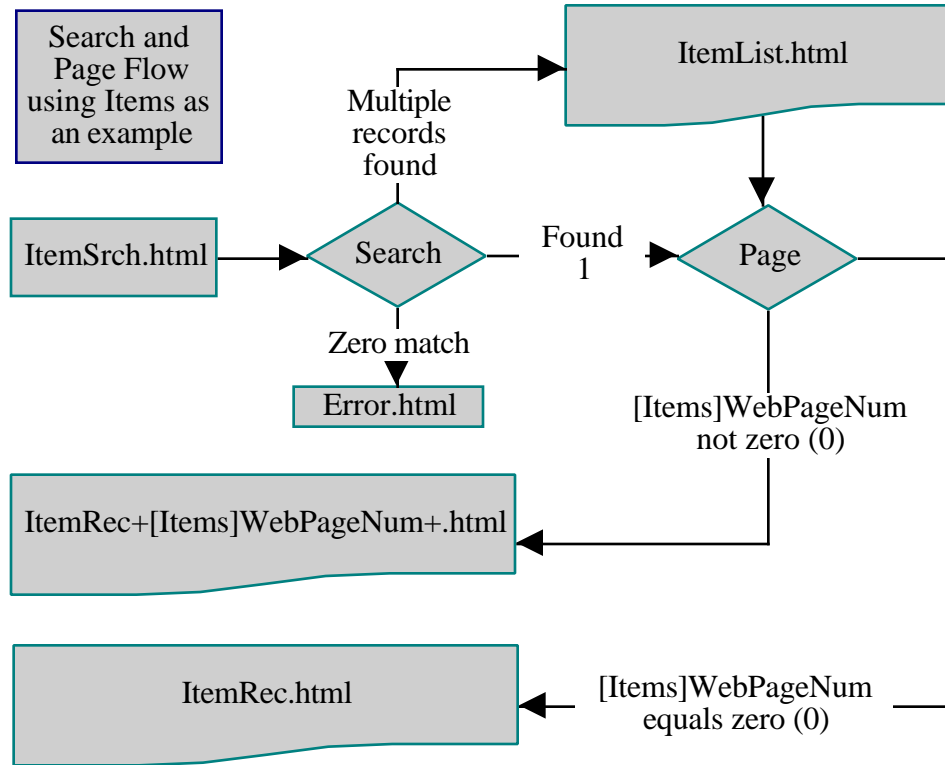 Search and
Page Flow
using Items as
an example
ItemList.html
Multiple
records
found
ItemSrch.html
Search
Found
1
Page
Zero match
Error.html
[Items]WebPageNum
not zero (0)
ItemRec+[Items]WebPageNum+.html
ItemRec.html
[Items]WebPageNum
equals zero (0)